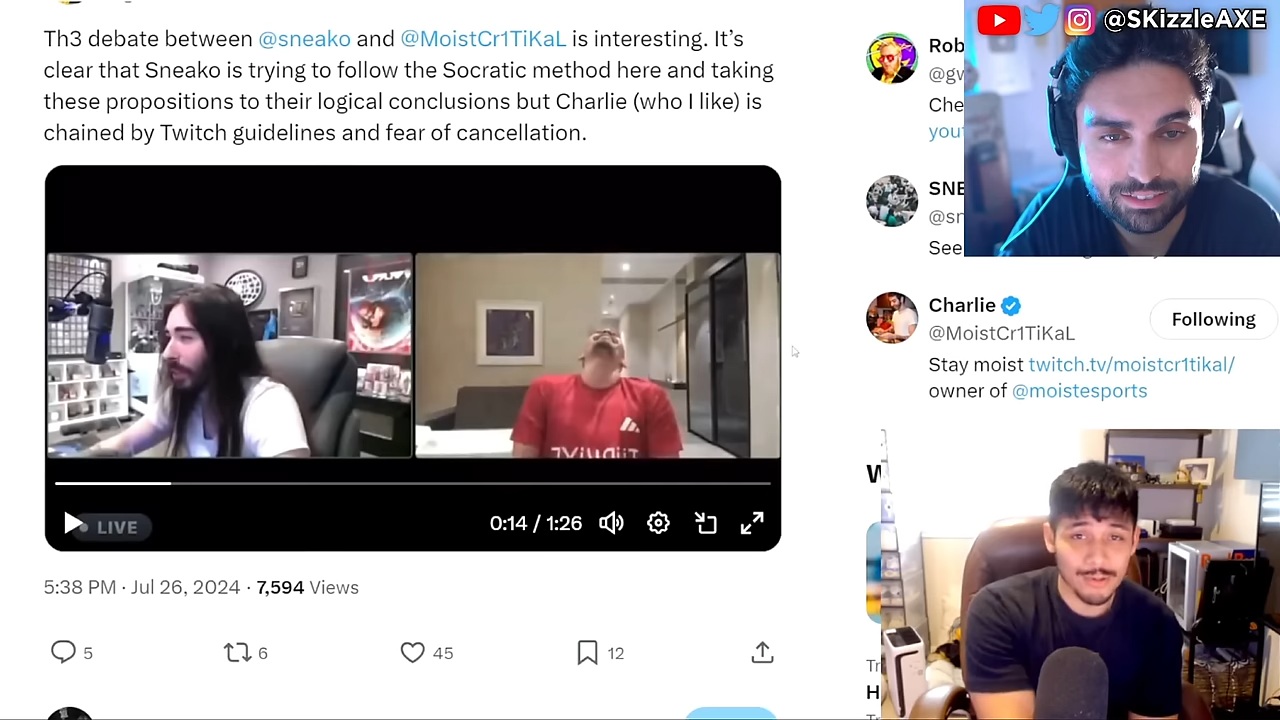 @SKizzleAXE
Th3 debate between @sneako and @MoistCr1TiKaL is interesting. It’s
clear that Sneako is trying to follow the Socratic method here and taking
these propositions to their logical conclusions but Charlie (who I like) is
chained by Twitch guidelines and fear of cancellation.
LIVE
0:14 / 1:26
5:38 PM · Jul 26, 2024 · 7,594 Views
5
6
45
12
Rob
Che
SNE
See
Charlie
@MoistCr1TiKaL
Following
Stay moist twitch.tv/moistcr1tikal/
owner of @moistesports